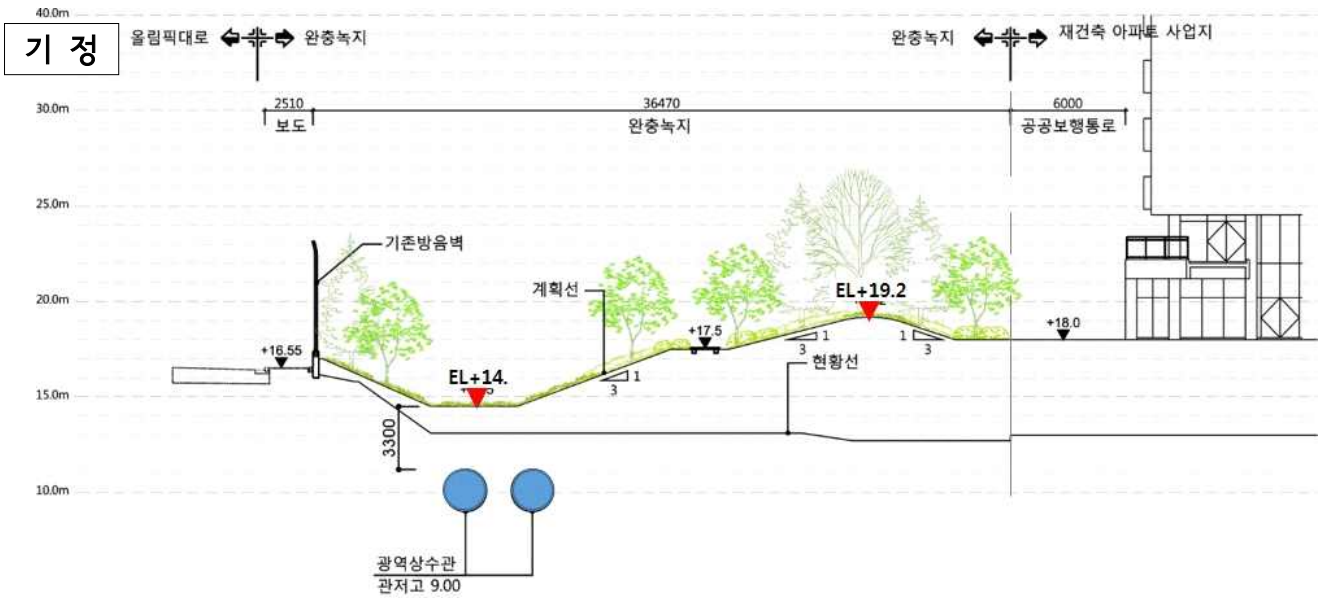 40.0m
기 정
올림픽대로
완충녹지
완충녹지
재건축 아파트 사업지
30.0m
2510
36470
6000
보도
완충녹지
공공보행통로
25.0m
기존방음벽
계획선
20.0m
EL+19.2
+17.5
+18.0
1
3
1
3
현황선
+16.55
EL+14.
1
3
15.0m
3300
10.0m
광역상수관
관저고 9.00